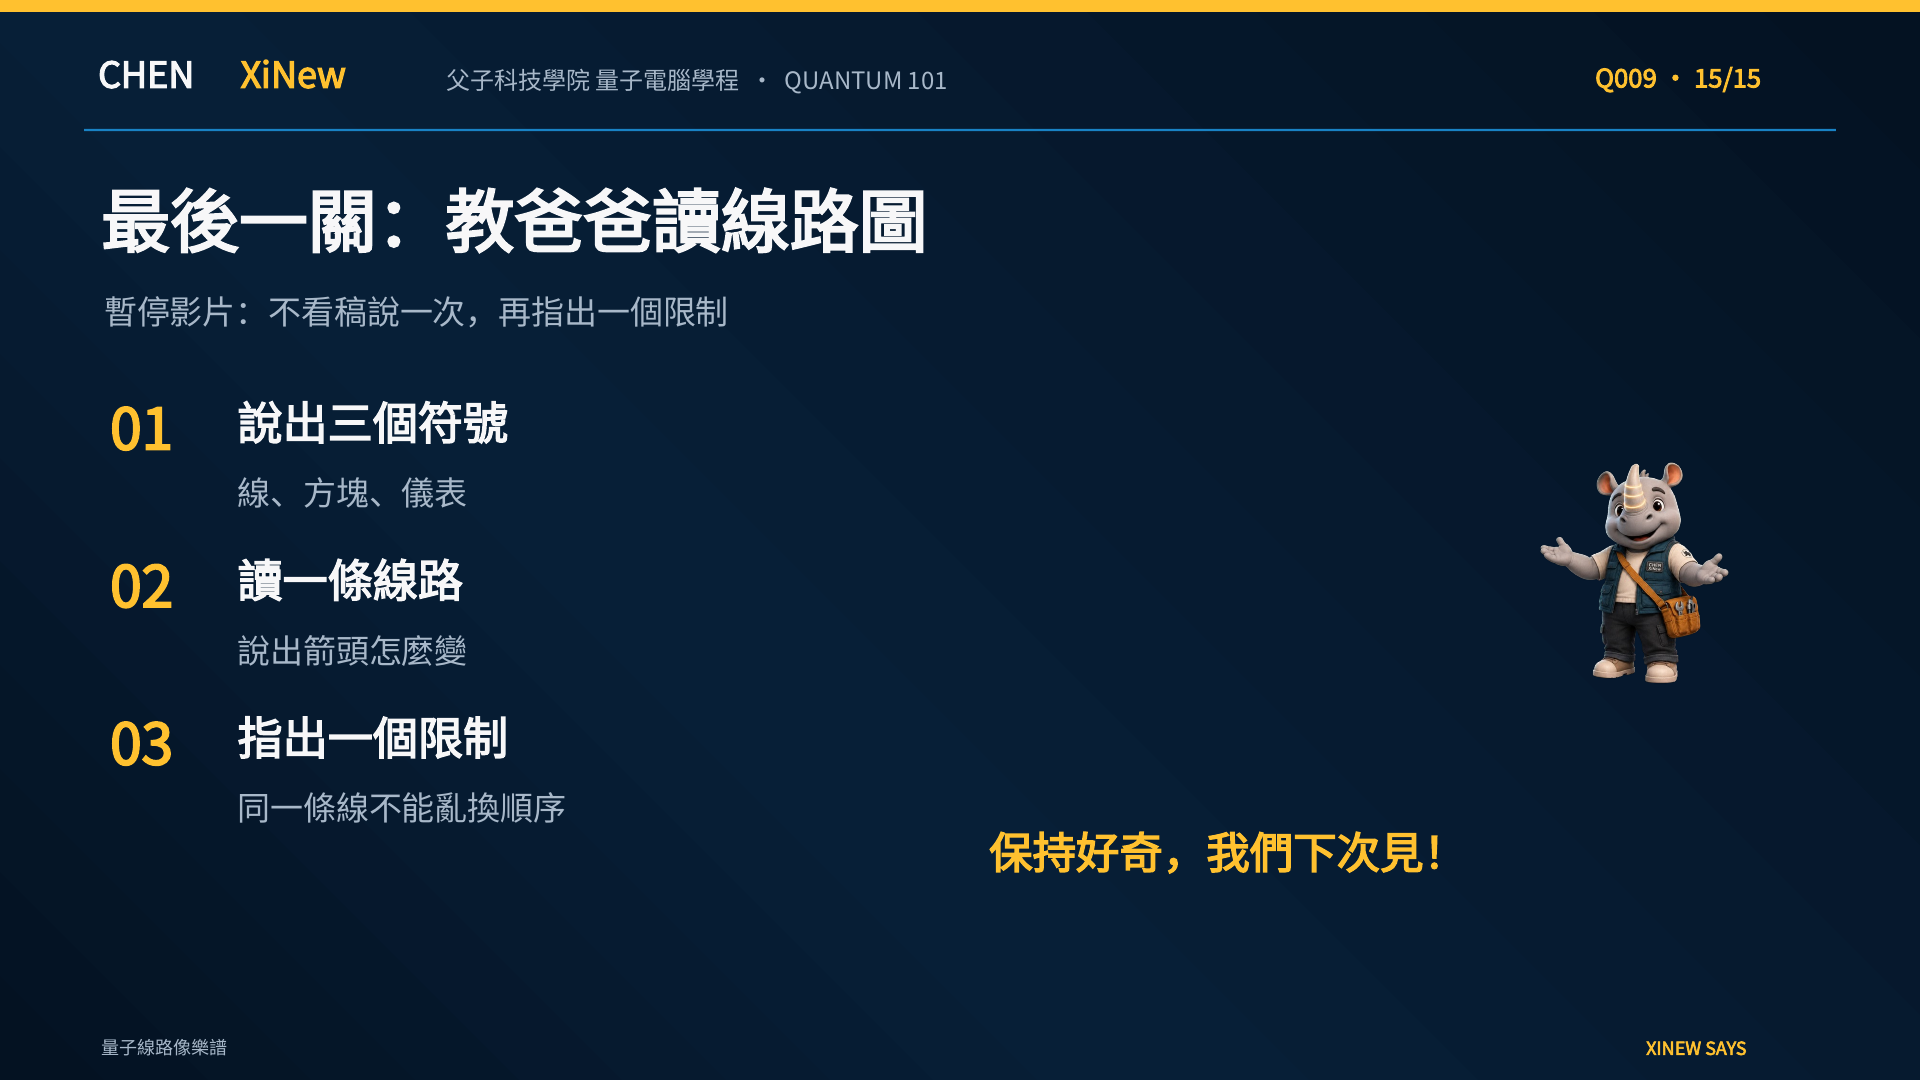 CHEN XiNew 父子科技學院 量子電腦學程 • QUANTUM 101 Q009 • 15/15
最後一關：教爸爸讀線路圖
暫停影片：不看稿說一次，再指出一個限制
01 說出三個符號
線、方塊、儀表
02 讀一條線路
說出箭頭怎麼變
03 指出一個限制
同一條線不能亂換順序
保持好奇，我們下次見！
量子線路像樂譜 XINEW SAYS